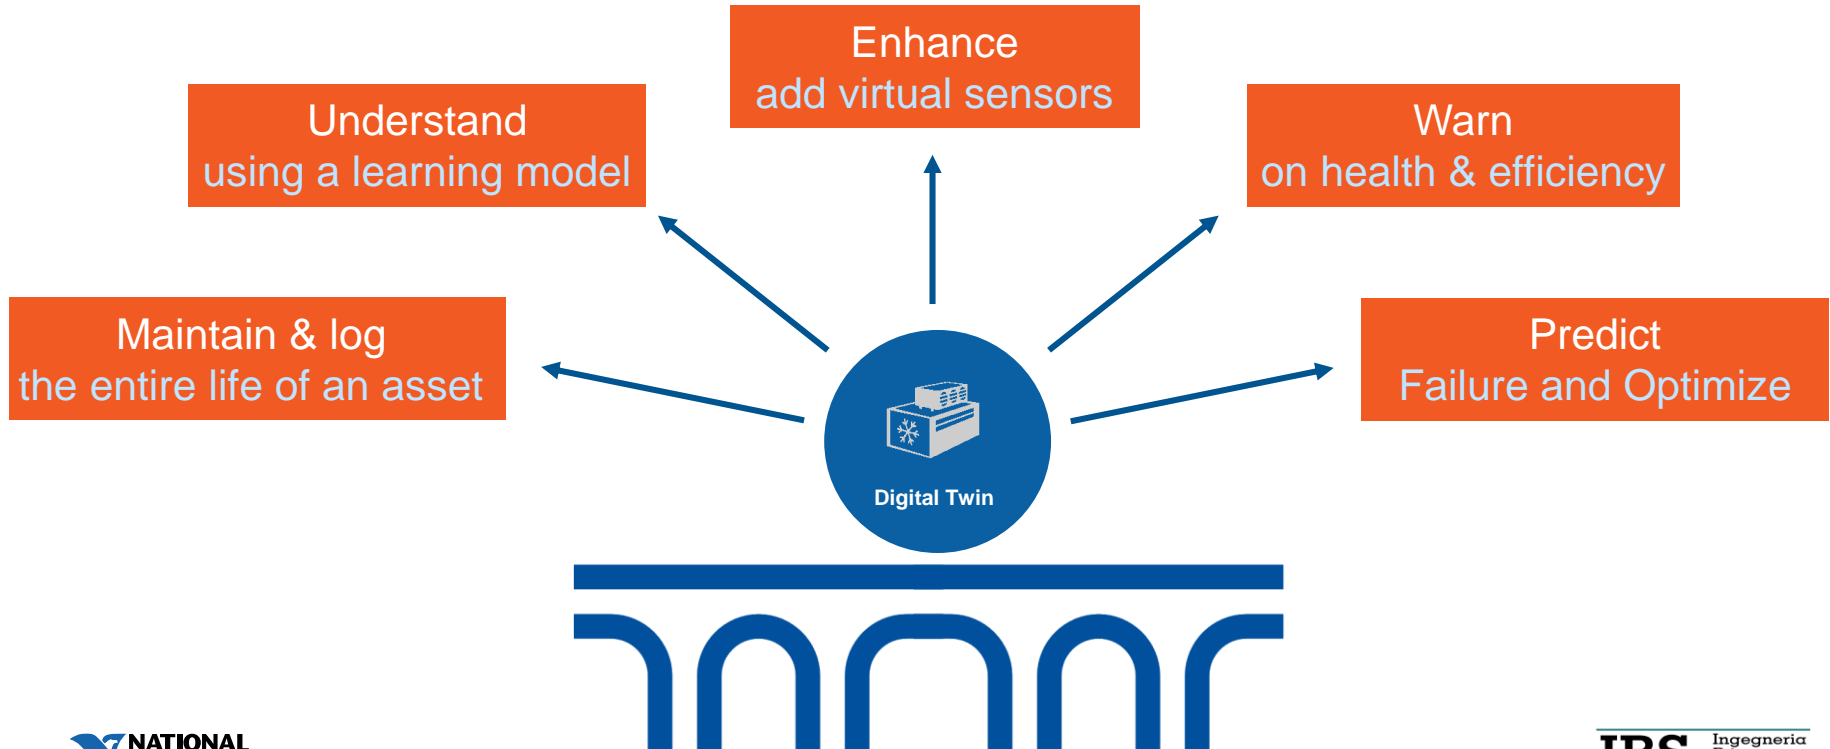 Enhance
add virtual sensors
Understand
using a learning model
Warn
on health & efficiency
Maintain & log
the entire life of an asset
Predict
Failure and Optimize
Digital Twin
NATIONAL
IRS
Ingegneria